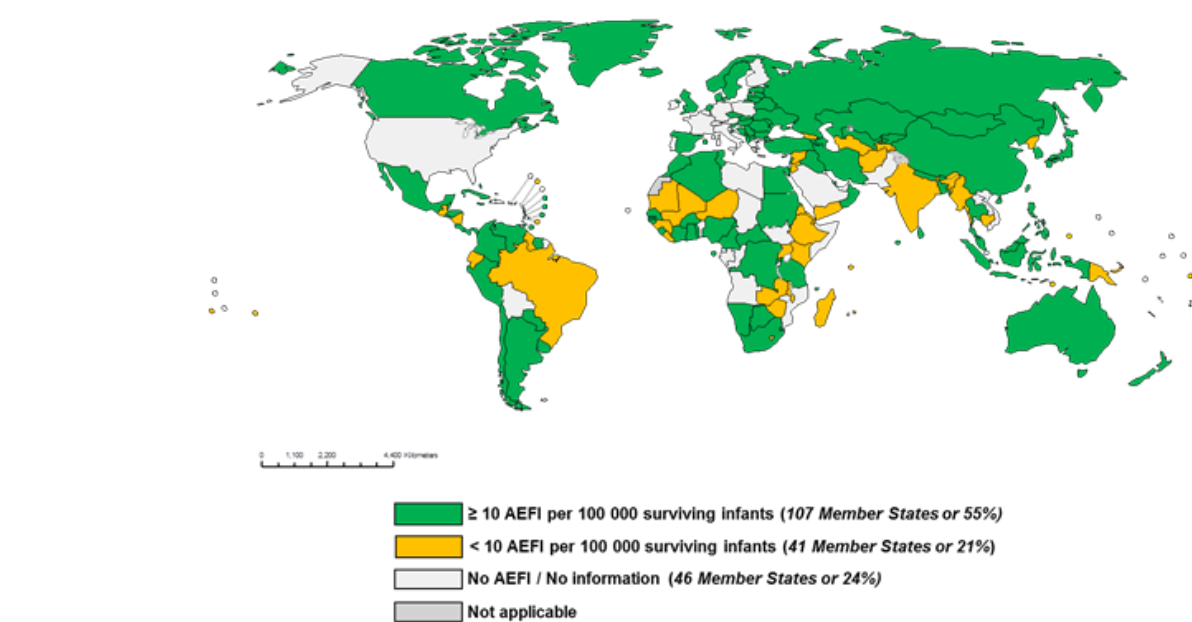 0 1,100 2,200 4,400 Kilometers
≥ 10 AEFI per 100 000 surviving infants (107 Member States or 55%)
< 10 AEFI per 100 000 surviving infants (41 Member States or 21%)
No AEFI / No information (46 Member States or 24%)
Not applicable